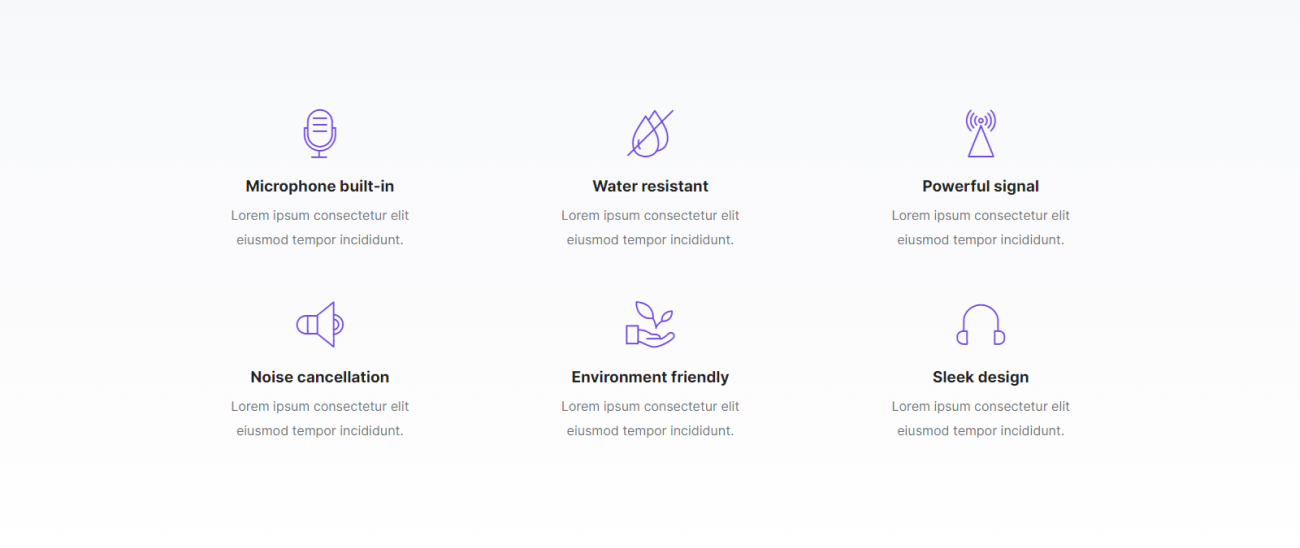 Microphone built-in
Lorem ipsum consectetur elit
eiusmod tempor incididunt.
Water resistant
Lorem ipsum consectetur elit
eiusmod tempor incididunt.
Powerful signal
Lorem ipsum consectetur elit
eiusmod tempor incididunt.
Noise cancellation
Lorem ipsum consectetur elit
eiusmod tempor incididunt.
Environment friendly
Lorem ipsum consectetur elit
eiusmod tempor incididunt.
Sleek design
Lorem ipsum consectetur elit
eiusmod tempor incididunt.